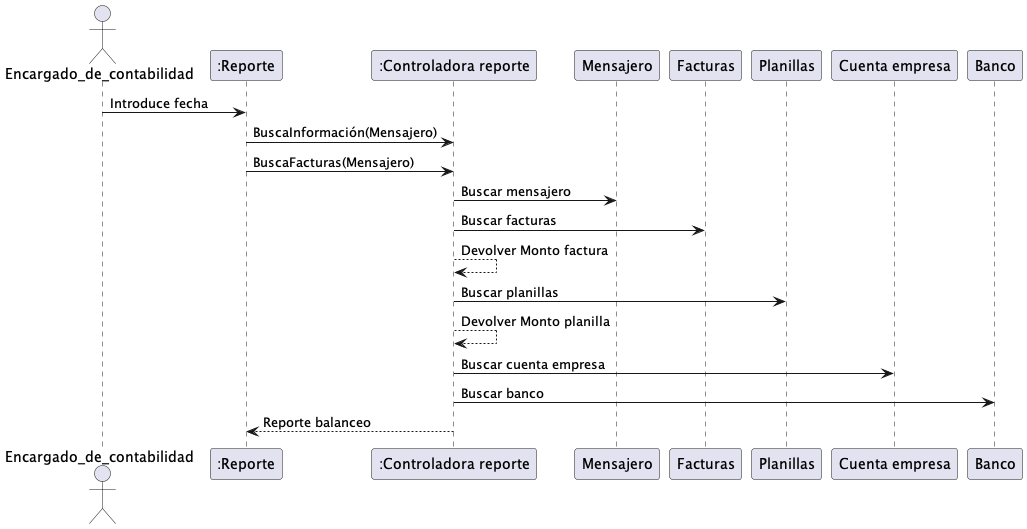 Encargado_de_contabilidad
:Reporte
:Controladora reporte
Mensajero
Facturas
Planillas
Cuenta empresa
Banco
Introduce fecha
BuscaInformación(Mensajero)
BuscaFacturas(Mensajero)
Buscar mensajero
Buscar facturas
Devolver Monto factura
Buscar planillas
Devolver Monto planilla
Buscar cuenta empresa
Buscar banco
Reporte balanceo
Encargado_de_contabilidad
:Reporte
:Controladora reporte
Mensajero
Facturas
Planillas
Cuenta empresa
Banco